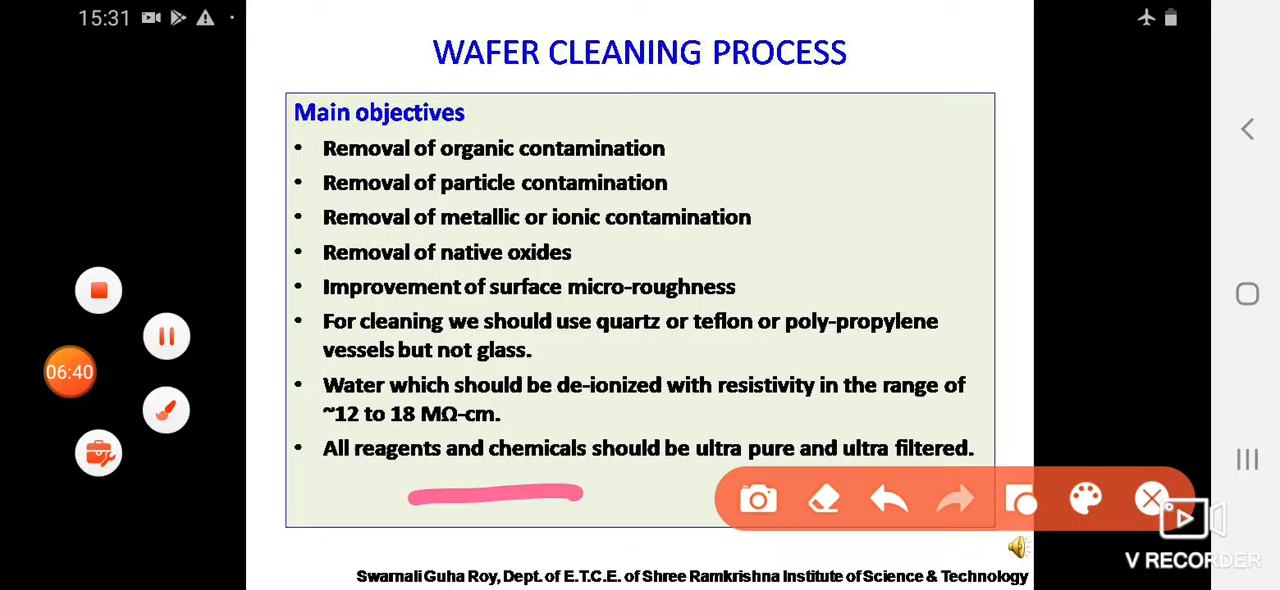 15:31
WAFER CLEANING PROCESS
Main objectives
• Removal of organic contamination
• Removal of particle contamination
• Removal of metallic or ionic contamination
• Removal of native oxides
• Improvement of surface micro-roughness
• For cleaning we should use quartz or teflon or poly-propylene
vessels but not glass.
• Water which should be de-ionized with resistivity in the range of
~12 to 18 MΩ-cm.
• All reagents and chemicals should be ultra pure and ultra filtered.
06:40
V RECORDER
Swarnali Guha Roy, Dept. of E.T.C.E. of Shree Ramkrishna Institute of Science & Technology